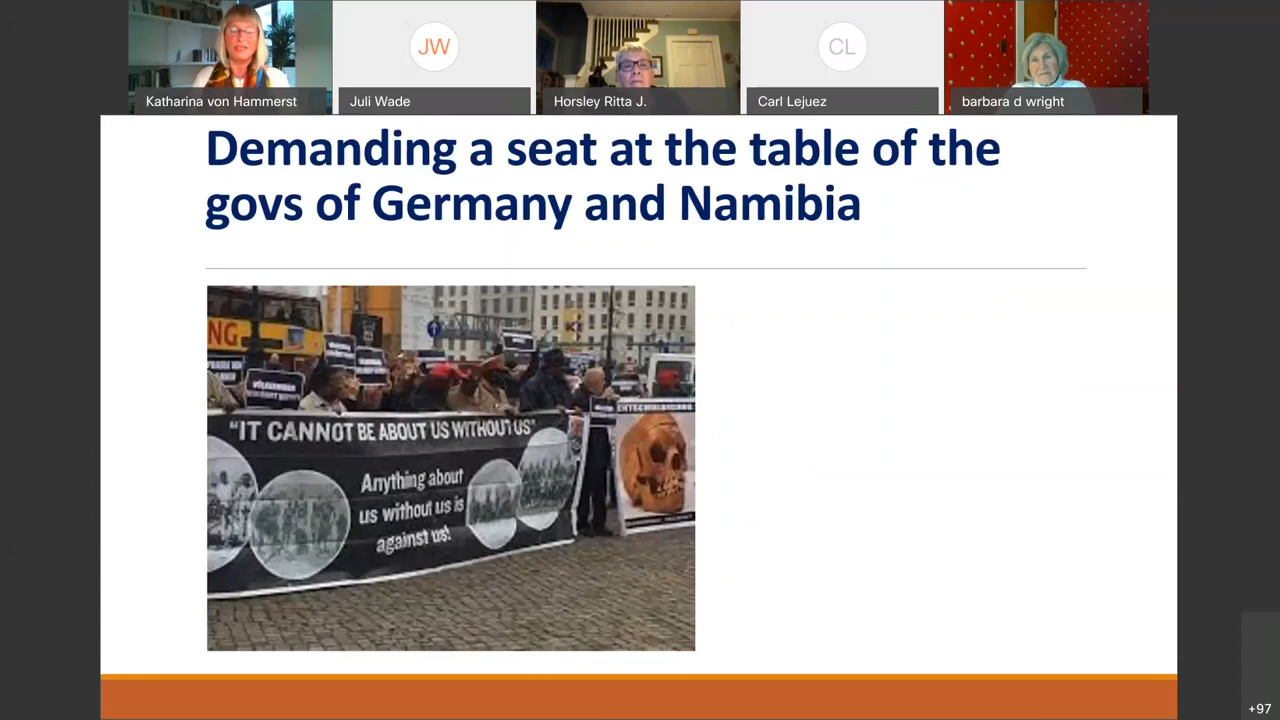 JW
CL
Katharina von Hammerst
Juli Wade
Horsley Ritta J.
Carl Lejuez
barbara d wright
Demanding a seat at the table of the
govs of Germany and Namibia
NG
"IT CANNOT BE ABOUT US WITHOUT US"
Anything about
us without us is
against us!
+97